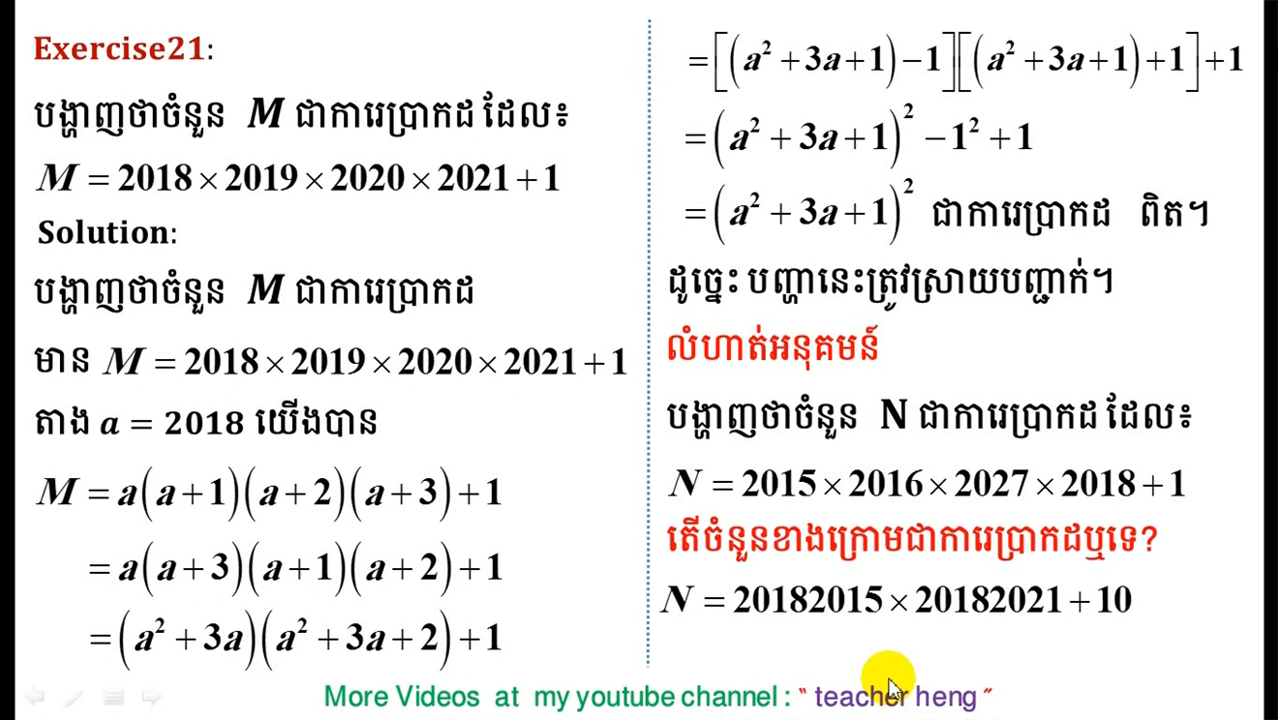 Exercise21:
បង្ហាញថាចំនួន M ជាការេប្រាកដ ដែល៖
M = 2018 × 2019 × 2020 × 2021 + 1
Solution:
បង្ហាញថាចំនួន M ជាការេប្រាកដ
មាន M = 2018 × 2019 × 2020 × 2021 + 1
តាង a = 2018 យើងបាន
M = a(a + 1)(a + 2)(a + 3) + 1
= a(a + 3)(a + 1)(a + 2) + 1
= (a² + 3a)(a² + 3a + 2) + 1
= [(a² + 3a + 1) − 1][(a² + 3a + 1) + 1] + 1
= (a² + 3a + 1)² − 1² + 1
= (a² + 3a + 1)² ជាការេប្រាកដ ពិត។
ដូច្នេះ បញ្ហានេះត្រូវស្រាយបញ្ជាក់។
លំហាត់អនុគមន៍
បង្ហាញថាចំនួន N ជាការេប្រាកដ ដែល៖
N = 2015 × 2016 × 2027 × 2018 + 1
តើចំនួនខាងក្រោមជាការេប្រាកដឬទេ?
N = 20182015 × 20182021 + 10
More Videos at my youtube channel : “ teacher heng ”